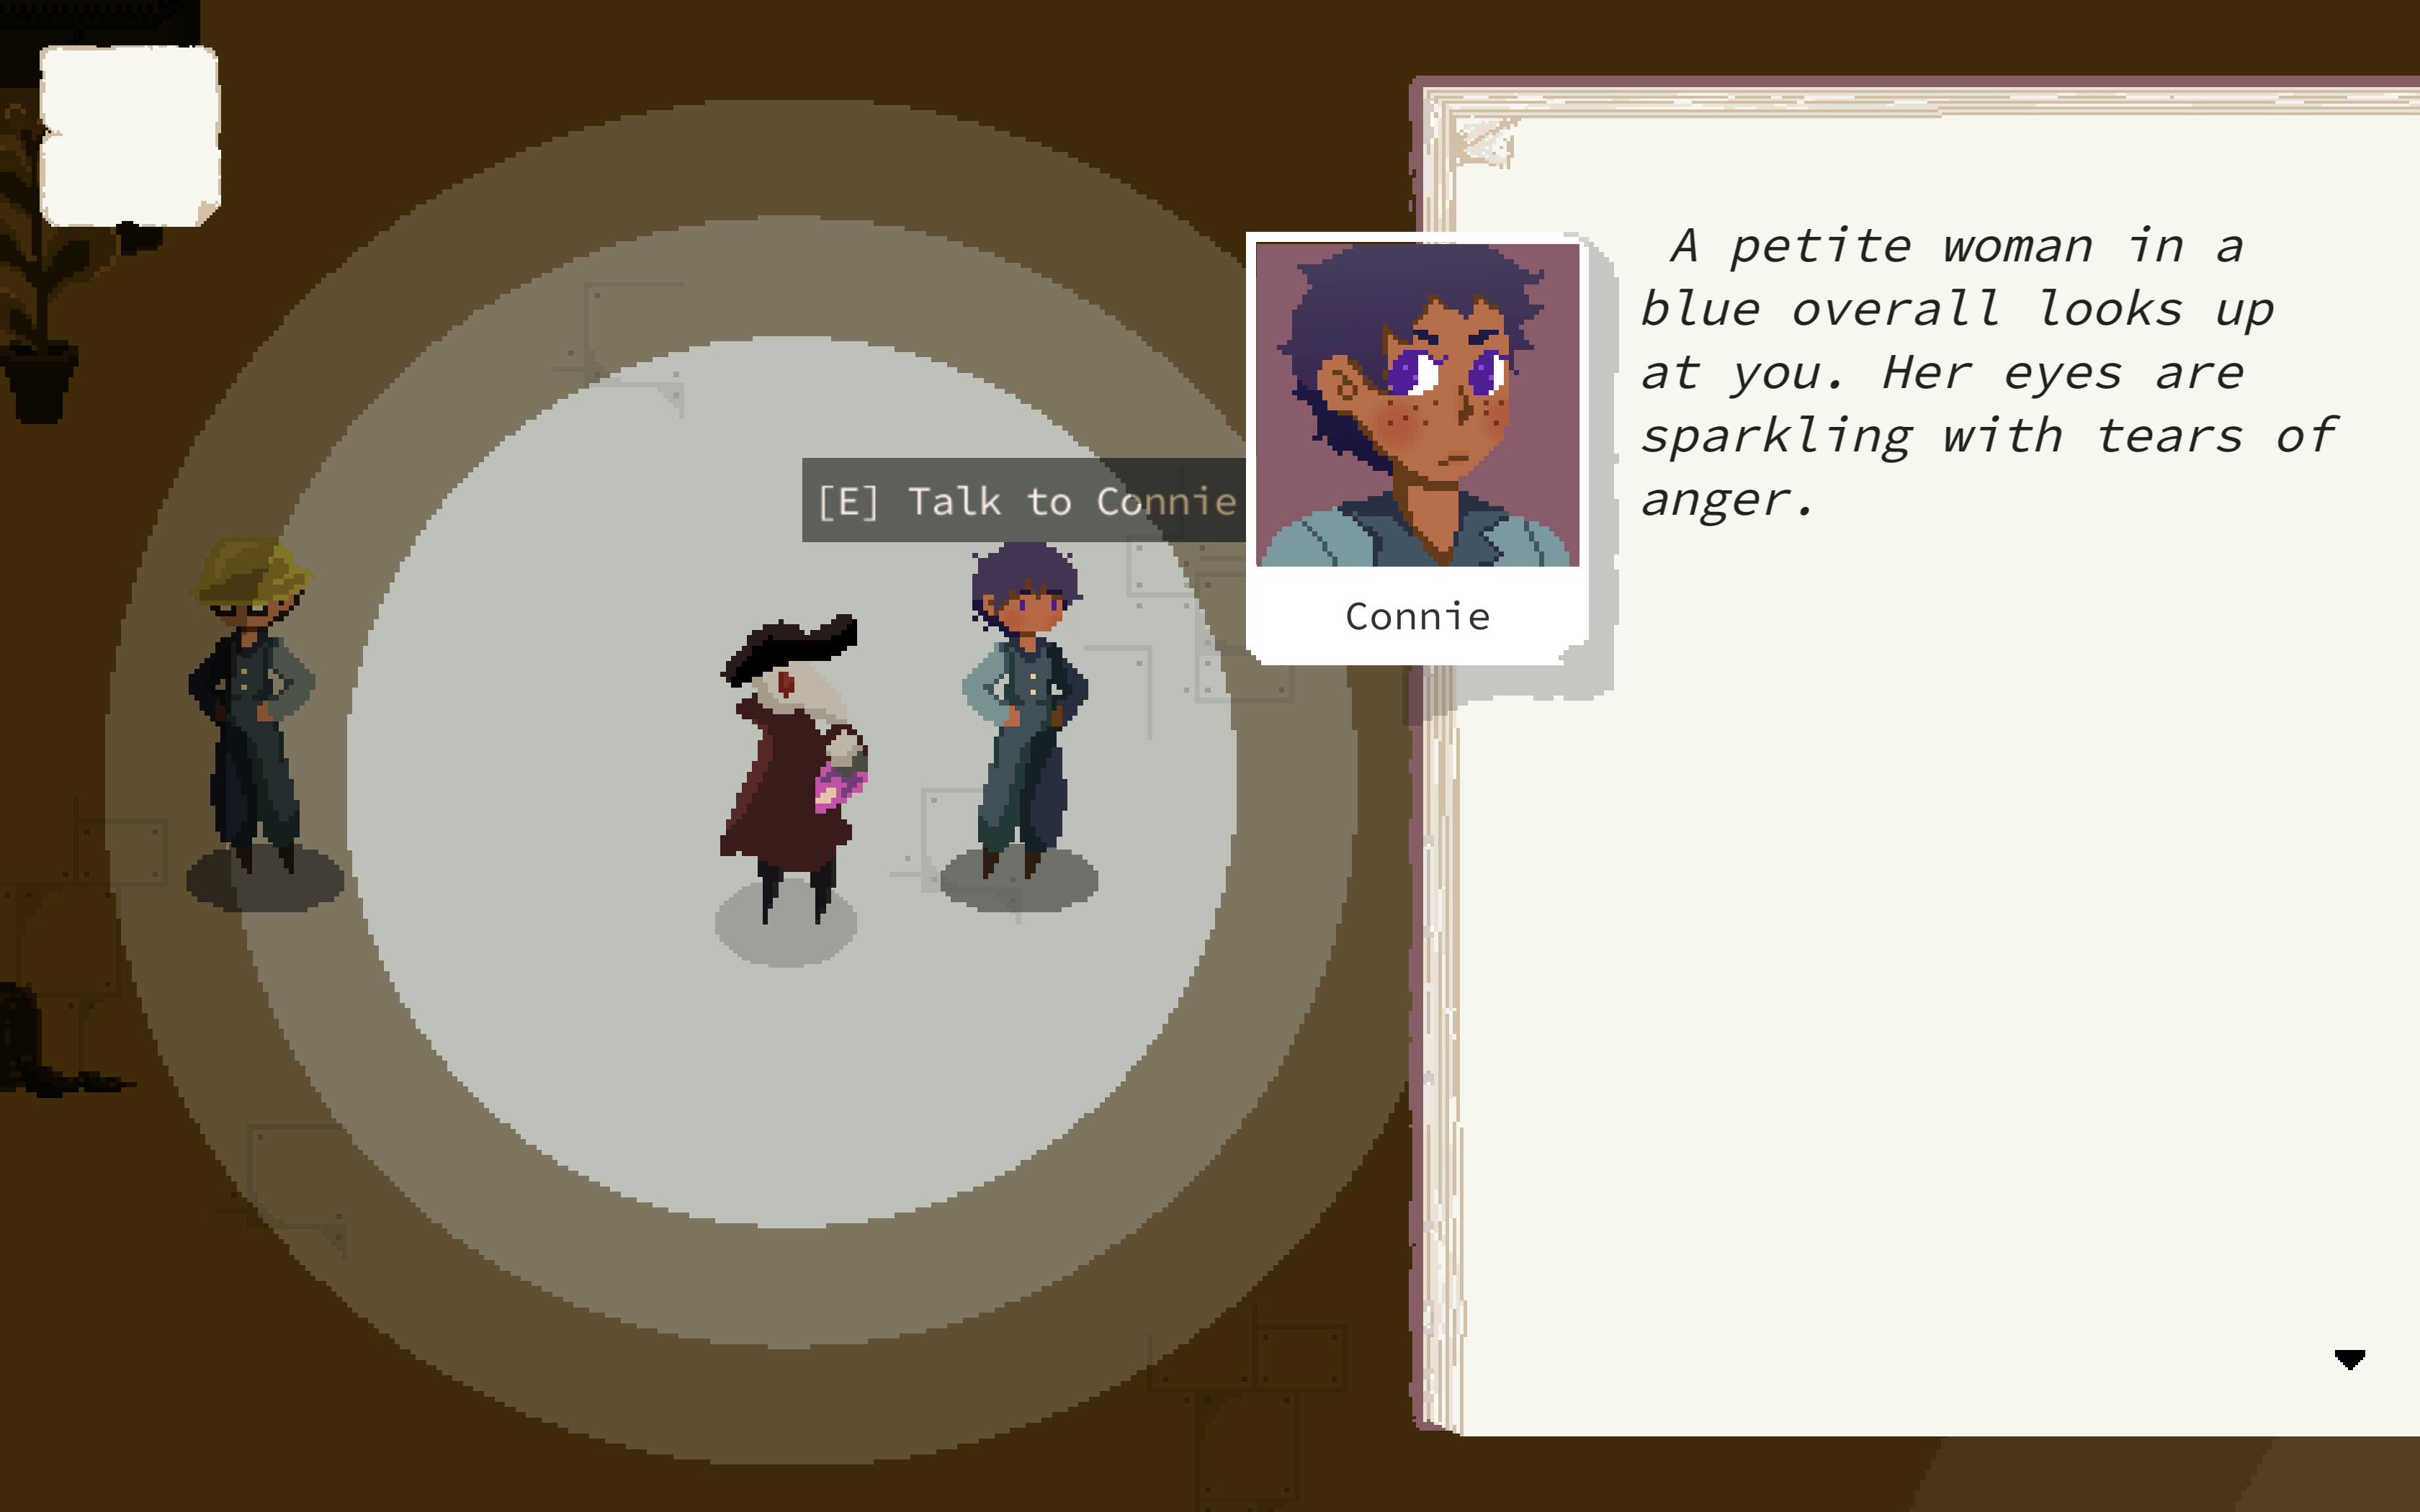 [E] Talk to Connie
Connie
A petite woman in a
blue overall looks up
at you. Her eyes are
sparkling with tears of
anger.